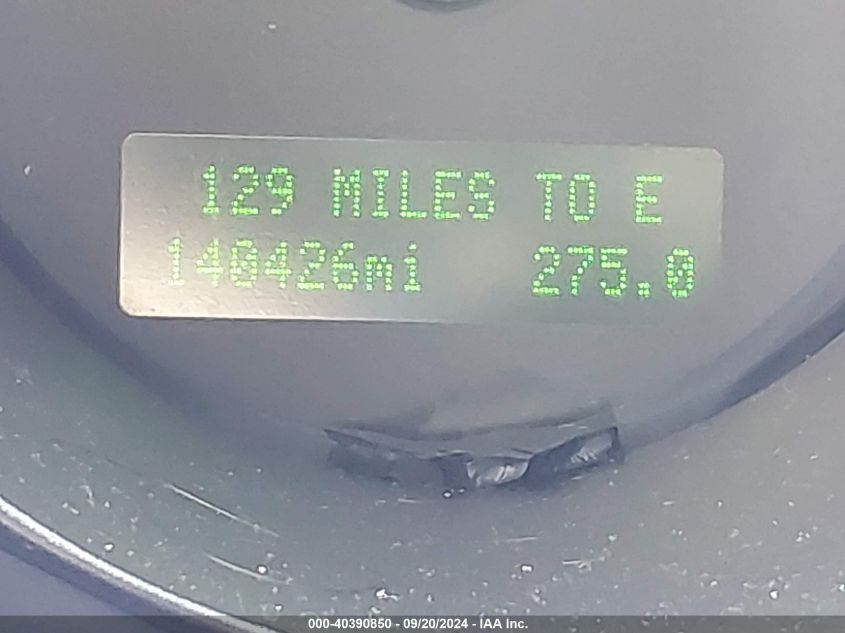 129 MILES TO E
140426mi 275.0
000-40390850 - 09/20/2024 - IAA Inc.